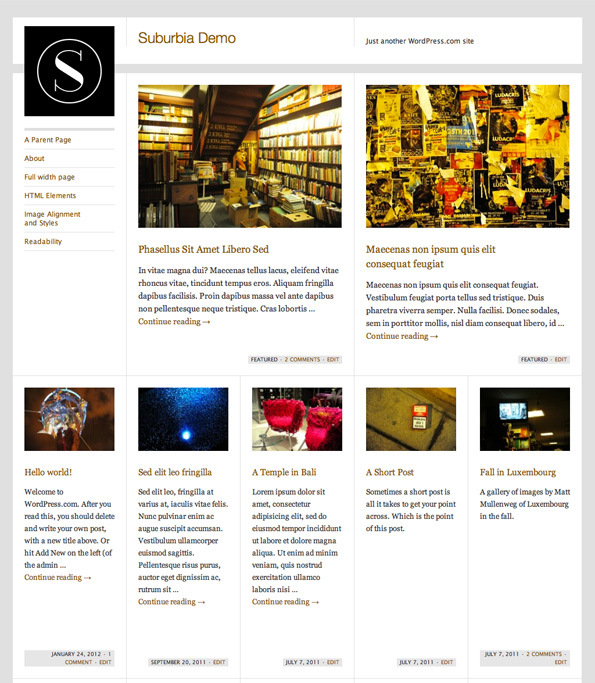 S
Suburbia Demo
Just another WordPress.com site
A Parent Page
About
Full width page
HTML Elements
Image Alignment
and Styles
Readability
Phasellus Sit Amet Libero Sed
In vitae magna dui? Maecenas tellus lacus, eleifend vitae
rhoncus vitae, tincidunt tempus eros. Aliquam fringilla
dapibus facilisis. Proin dapibus massa vel ante dapibus
non pellentesque neque tristique. Cras lobortis ...
Continue reading →
FEATURED - 2 COMMENTS - EDIT
LUDACRIS
LUDACRIS
LUDACRIS
Maecenas non ipsum quis elit
consequat feugiat
Maecenas non ipsum quis elit consequat feugiat.
Vestibulum feugiat porta tellus sed tristique. Duis
pharetra viverra semper. Nulla facilisi. Donec sodales,
sem in porttitor mollis, nisl diam consequat libero, id ...
Continue reading →
FEATURED - EDIT
Hello world!
Welcome to
WordPress.com. After you
read this, you should delete
and write your own post,
with a new title above. Or
hit Add New on the left (of
the admin ...
Continue reading →
JANUARY 24, 2012 - 1
COMMENT - EDIT
Sed elit leo fringilla
Sed elit leo, fringilla at
varius at, iaculis vitae felis.
Nunc pulvinar enim ac
augue suscipit accumsan.
Vestibulum ullamcorper
euismod sagittis.
Pellentesque risus purus,
auctor eget dignissim ac,
rutrum sit ...
Continue reading →
SEPTEMBER 20, 2011 - EDIT
A Temple in Bali
Lorem ipsum dolor sit
amet, consectetur
adipisicing elit, sed do
eiusmod tempor incididunt
ut labore et dolore magna
aliqua. Ut enim ad minim
veniam, quis nostrud
exercitation ullamco
laboris nisi ...
Continue reading →
JULY 7, 2011 - EDIT
A Short Post
Sometimes a short post is
all it takes to get your point
across. Which is the point
of this post.
JULY 7, 2011 - EDIT
Fall in Luxembourg
A gallery of images by Matt
Mullenweg of Luxembourg
in the fall.
JULY 7, 2011 - 2 COMMENTS -
EDIT